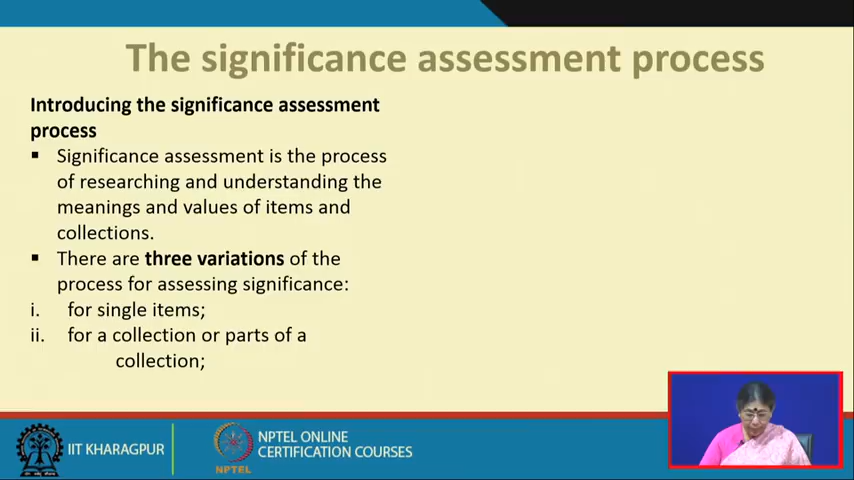 The significance assessment process
Introducing the significance assessment
process
▪ Significance assessment is the process
of researching and understanding the
meanings and values of items and
collections.
▪ There are three variations of the
process for assessing significance:
i. for single items;
ii. for a collection or parts of a
collection;
IIT KHARAGPUR
NPTEL
NPTEL ONLINE
CERTIFICATION COURSES